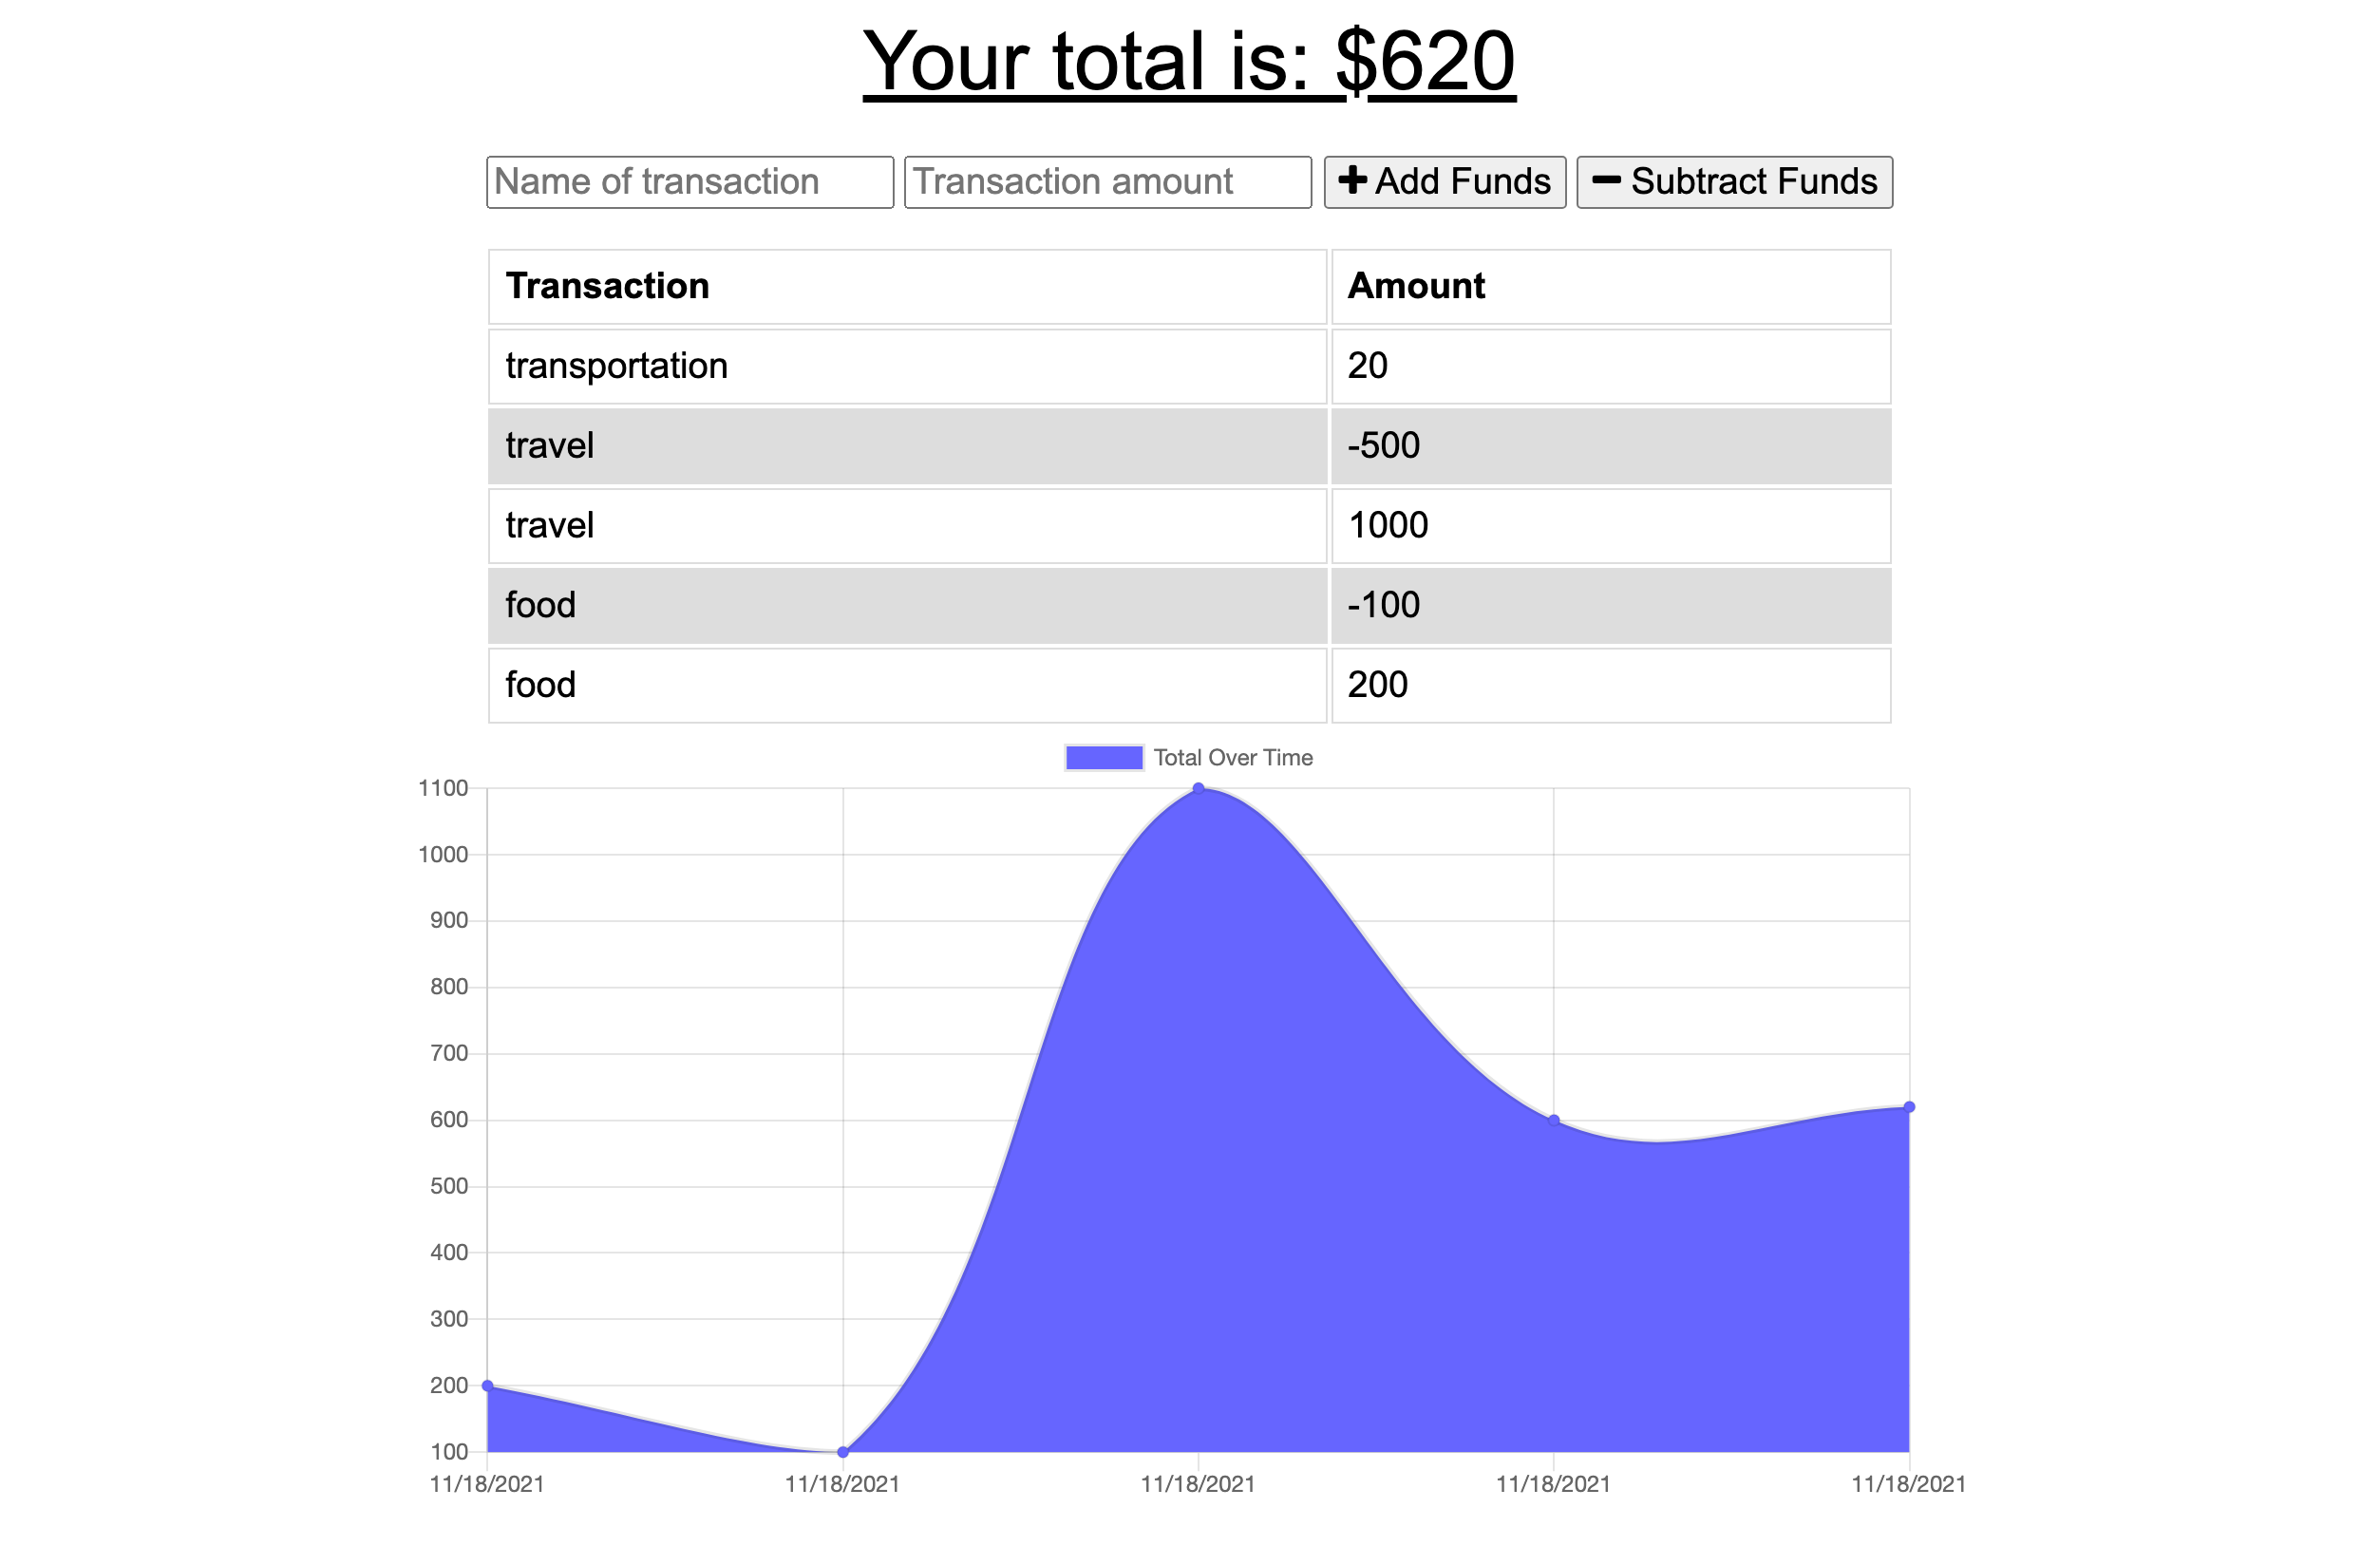 Your total is: $620
Name of transaction Transaction amount Add Funds Subtract Funds
Transaction Amount
transportation 20
travel -500
travel 1000
food -100
food 200
Total Over Time
1100
1000
900
800
700
600
500
400
300
200
100
11/18/2021 11/18/2021 11/18/2021 11/18/2021 11/18/2021